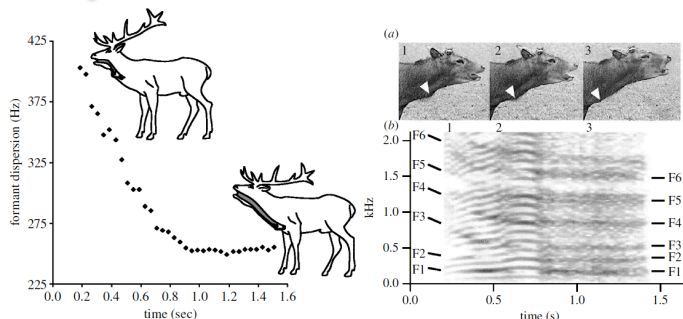 425
375
325
275
225
formant dispersion (Hz)
0.0 0.2 0.4 0.6 0.8 1.0 1.2 1.4 1.6
time (sec)
(a)
1 2 3
(b)
1 2 3
F6
F5
F4
F3
F2
F1
2.0
1.5
1.0
0.5
0.0
kHz
F6
F5
F4
F3
F2
F1
0.0 0.5 1.0 1.5
time (s)